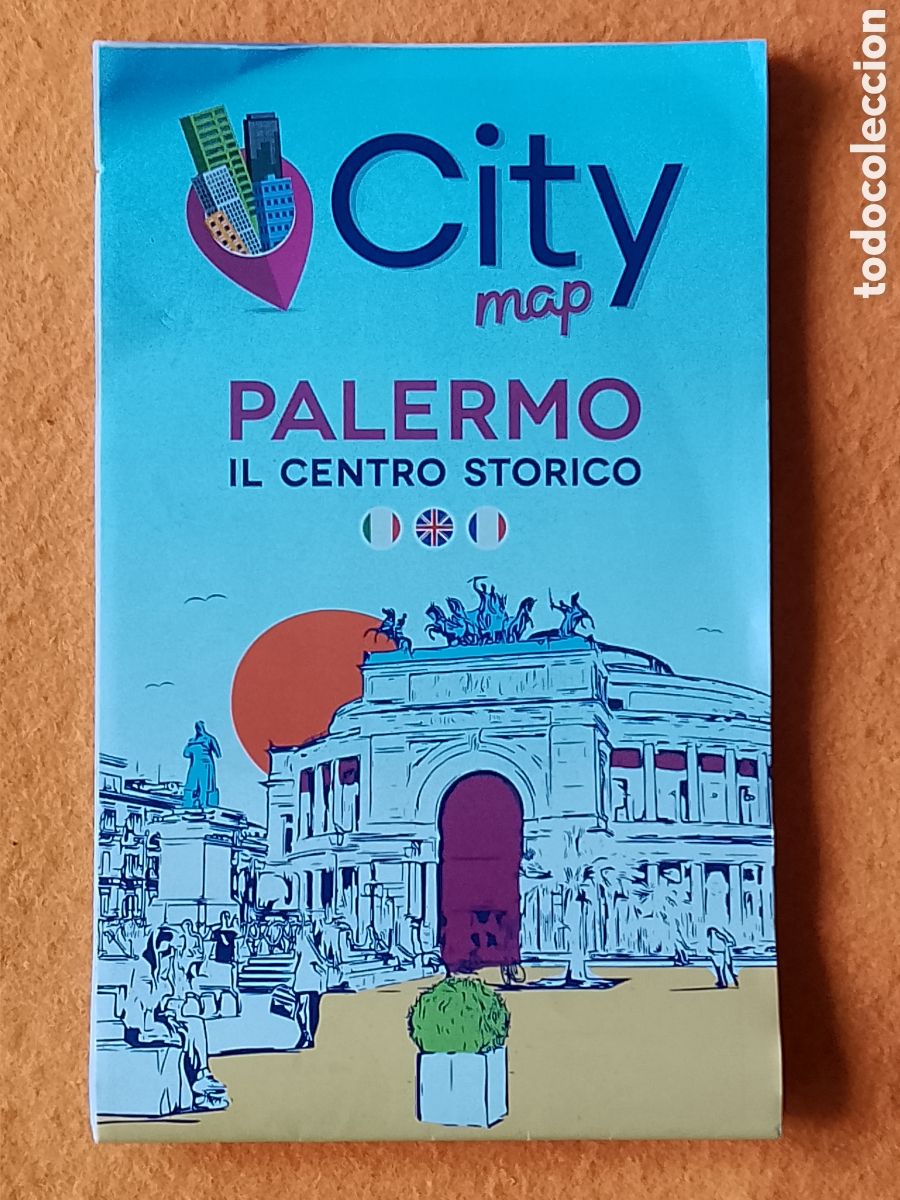 City
map
PALERMO
IL CENTRO STORICO
todocoleccion